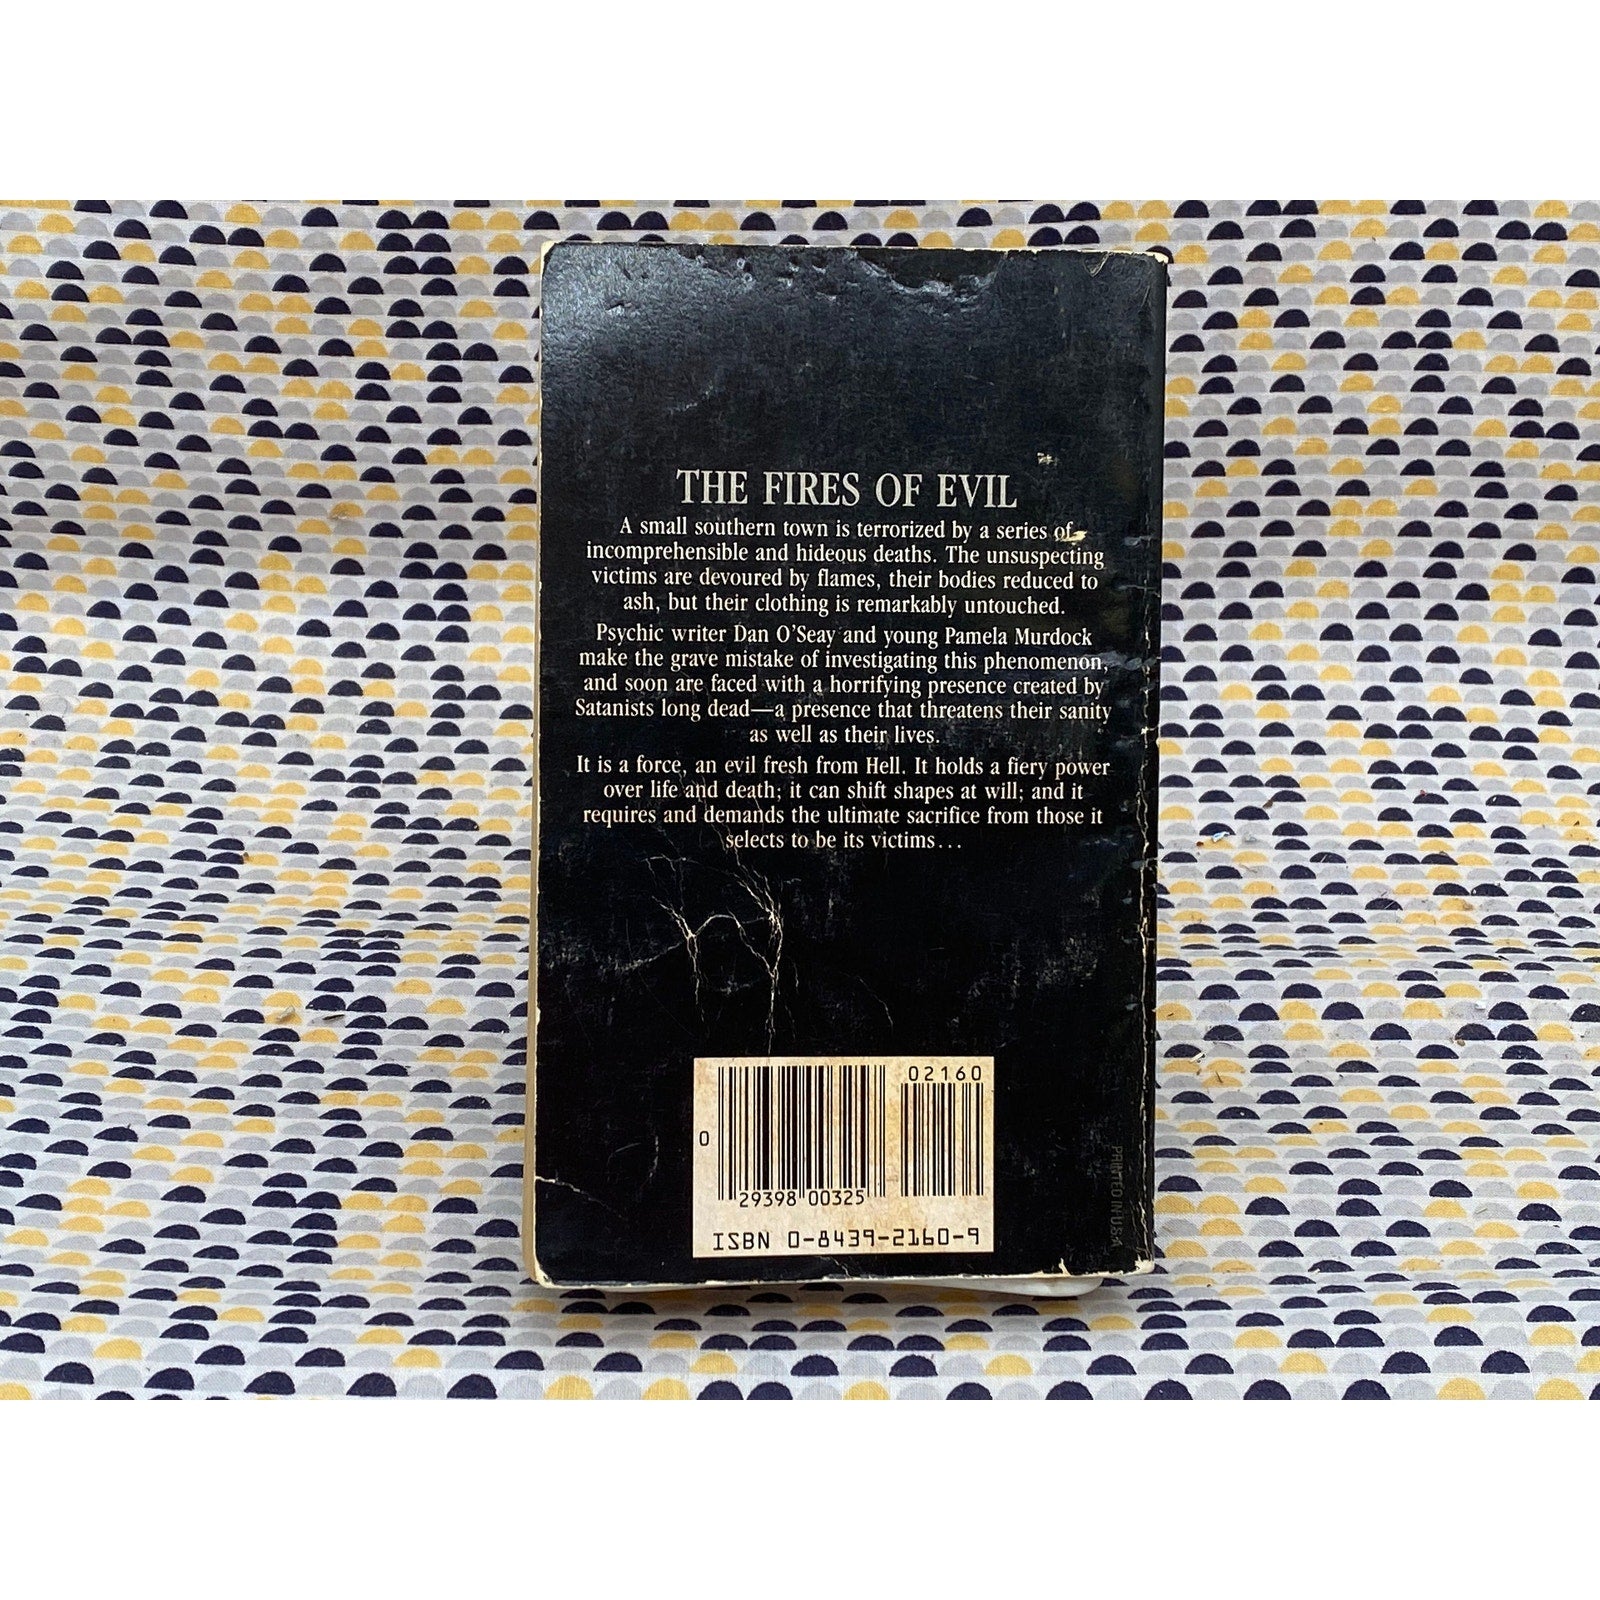 THE FIRES OF EVIL
A small southern town is terrorized by a series of
incomprehensible and hideous deaths. The unsuspecting
victims are devoured by flames, their bodies reduced to
ash, but their clothing is remarkably untouched.
Psychic writer Dan O'Seay and young Pamela Murdock
make the grave mistake of investigating this phenomenon,
and soon are faced with a horrifying presence created by
Satanists long dead—a presence that threatens their sanity
as well as their lives.
It is a force, an evil fresh from Hell. It holds a fiery power
over life and death; it can shift shapes at will; and it
requires and demands the ultimate sacrifice from those it
selects to be its victims...
02160
0
29398 00325
ISBN 0-8439-2160-9
PRINTED IN USA